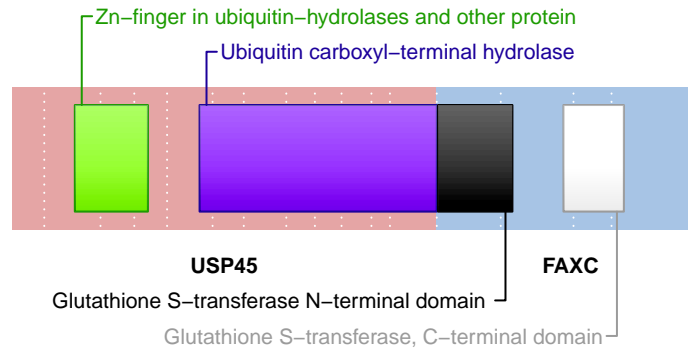 Zn−finger in ubiquitin−hydrolases and other protein
Ubiquitin carboxyl−terminal hydrolase
USP45
FAXC
Glutathione S−transferase N−terminal domain
Glutathione S−transferase, C−terminal domain